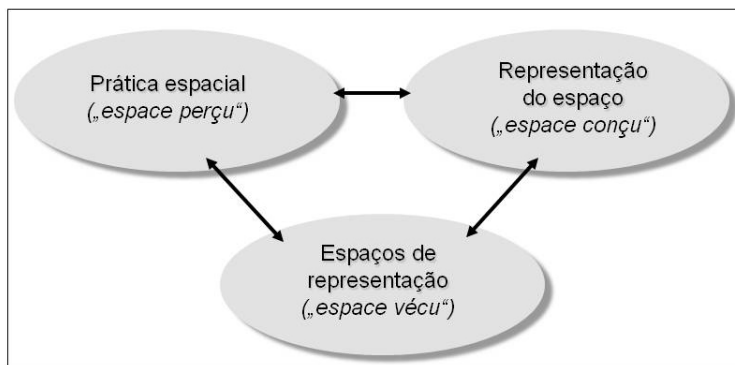 Prática espacial
(„espace perçu“)
Representação
do espaço
(„espace conçu“)
Espaços de
representação
(„espace vécu“)